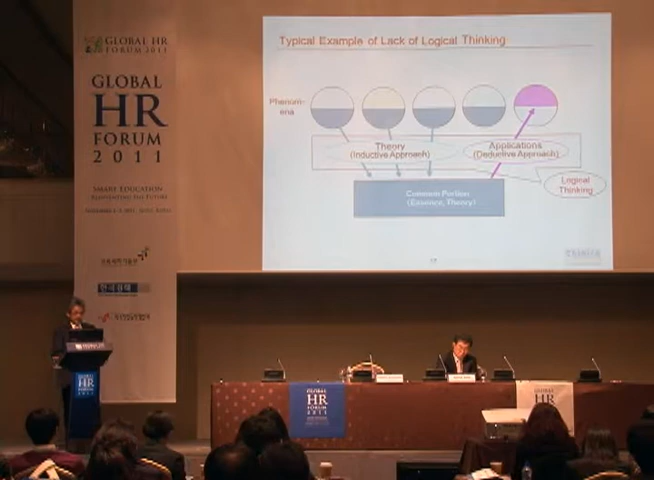 GLOBAL HR
FORUM 2011
GLOBAL
HR
FORUM
2011
SMART EDUCATION
Typical Example of Lack of Logical Thinking
Phenom-
ena
Theory
(Inductive Approach)
Applications
(Deductive Approach)
Logical
Thinking
Common Portion
(Essence, Theory)
GLOBAL
HR
FORUM
GLOBAL
HR
FORUM
2011
GLOBAL
HR